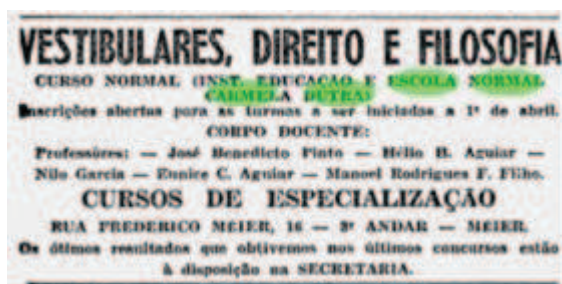 VESTIBULARES, DIREITO E FILOSOFIA
CURSO NORMAL (INST. EDUCAÇÃO E ESCOLA NORMAL
CARMELA DUTRA)
Inscrições abertas para as turmas a ser iniciadas a 1º de abril.
CORPO DOCENTE:
Professôres: — José Benedicto Pinto — Hélio B. Aguiar —
Nilo Garcia — Eunice C. Aguiar — Manoel Rodrigues F. Filho.
CURSOS DE ESPECIALIZAÇÃO
RUA FREDERICO MEIER, 16 — 3º ANDAR — MEIER.
Os ótimos resultados que obtivemos nos últimos concursos estão
à disposição na SECRETARIA.